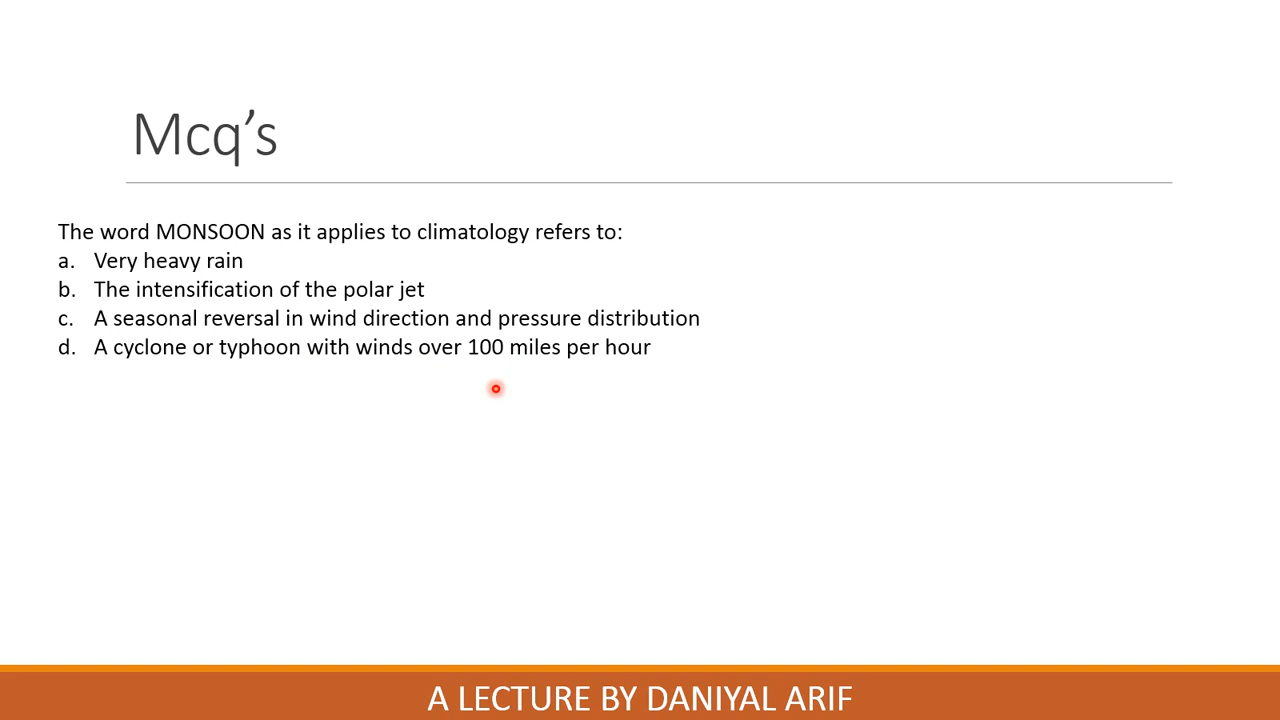 Mcq’s
The word MONSOON as it applies to climatology refers to:
a. Very heavy rain
b. The intensification of the polar jet
c. A seasonal reversal in wind direction and pressure distribution
d. A cyclone or typhoon with winds over 100 miles per hour
A LECTURE BY DANIYAL ARIF